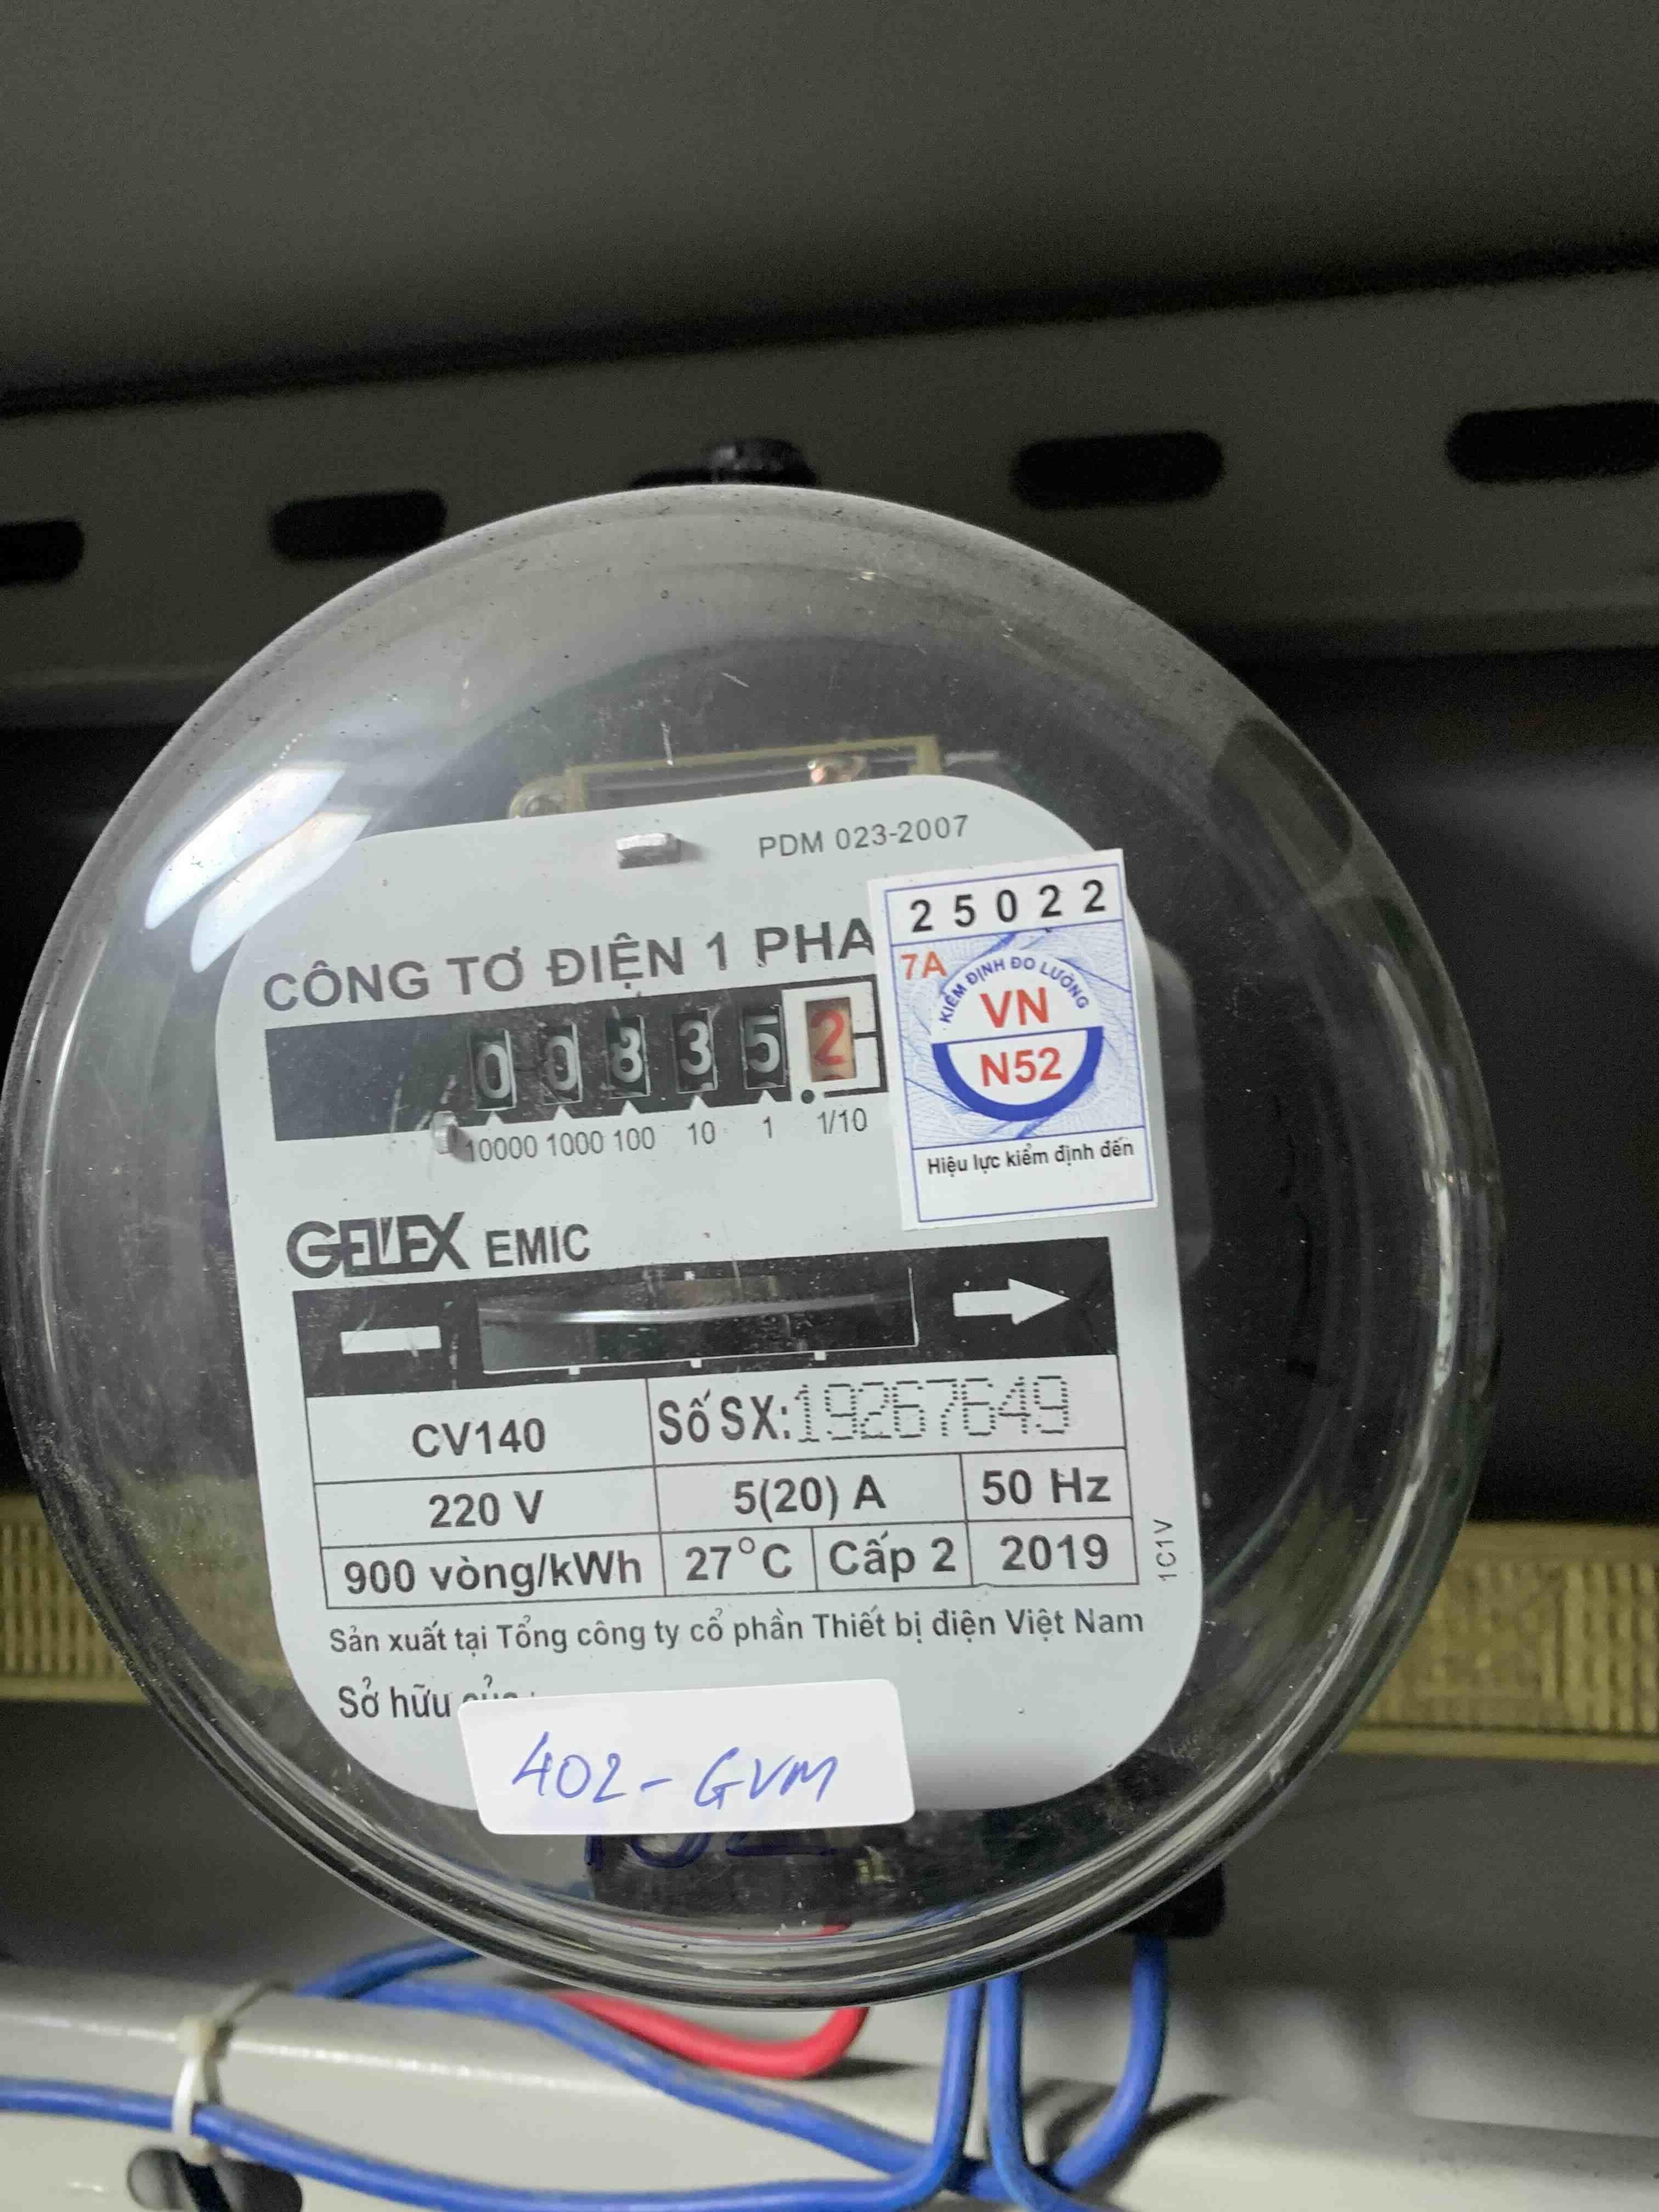 PDM 023-2007
25022
7A
KIỂM ĐỊNH ĐO LƯỜNG
VN
N52
Hiệu lực kiểm định đến
CÔNG TƠ ĐIỆN 1 PHA
0 0 8 3 5 . 2
10000 1000 100 10 1 1/10
GELEX EMIC
CV140 Số SX: 19267649
220 V 5(20) A 50 Hz
900 vòng/kWh 27°C Cấp 2 2019
1C1V
Sản xuất tại Tổng công ty cổ phần Thiết bị điện Việt Nam
Sở hữu của
402 - GVM